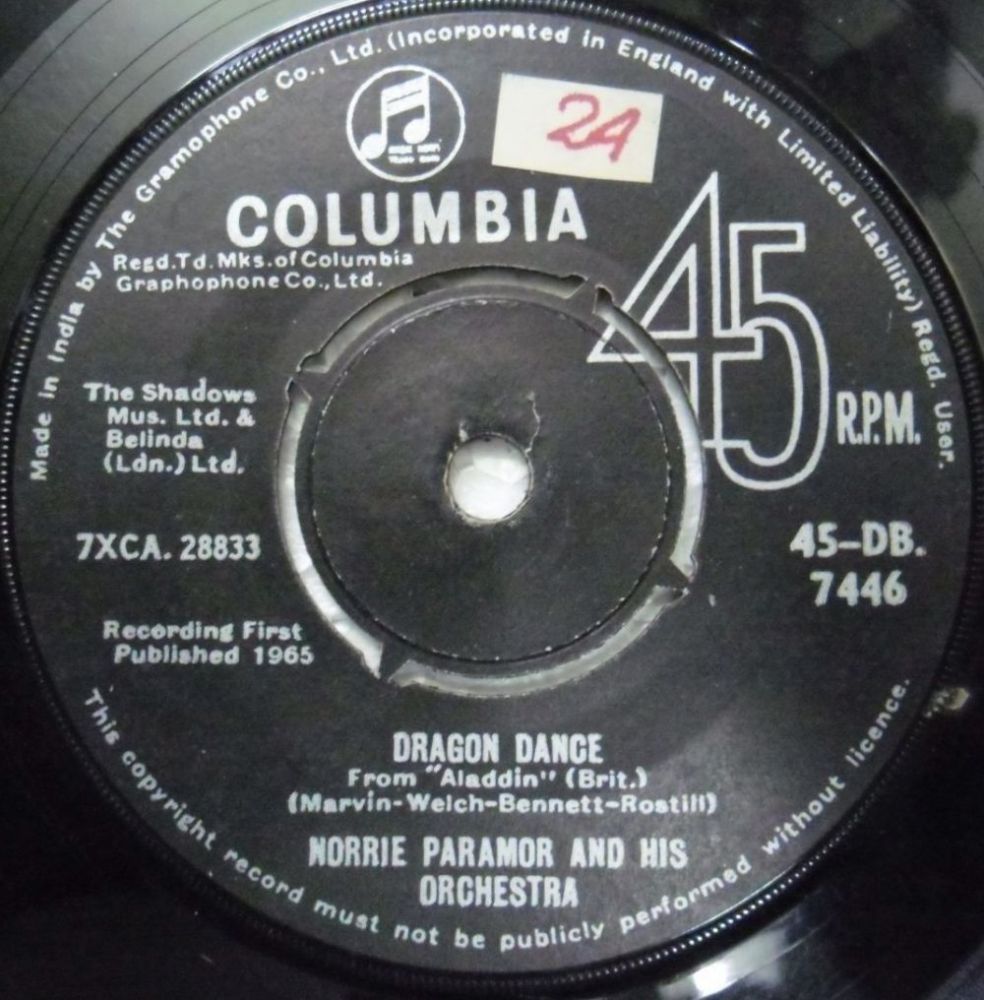 Made in India by The Gramophone Co., Ltd. (Incorporated in England with Limited Liability) Regd. User.
2A
COLUMBIA
Regd.Td.Mks.of Columbia
Graphophone Co.,Ltd.
45
R.P.M.
The Shadows
Mus. Ltd. &
Belinda
(Ldn.) Ltd.
7XCA. 28833
45–DB.
7446
Recording First
Published 1965
DRAGON DANCE
From "Aladdin" (Brit.)
(Marvin-Welch-Bennett-Rostill)
NORRIE PARAMOR AND HIS
ORCHESTRA
This copyright record must not be publicly performed without licence.